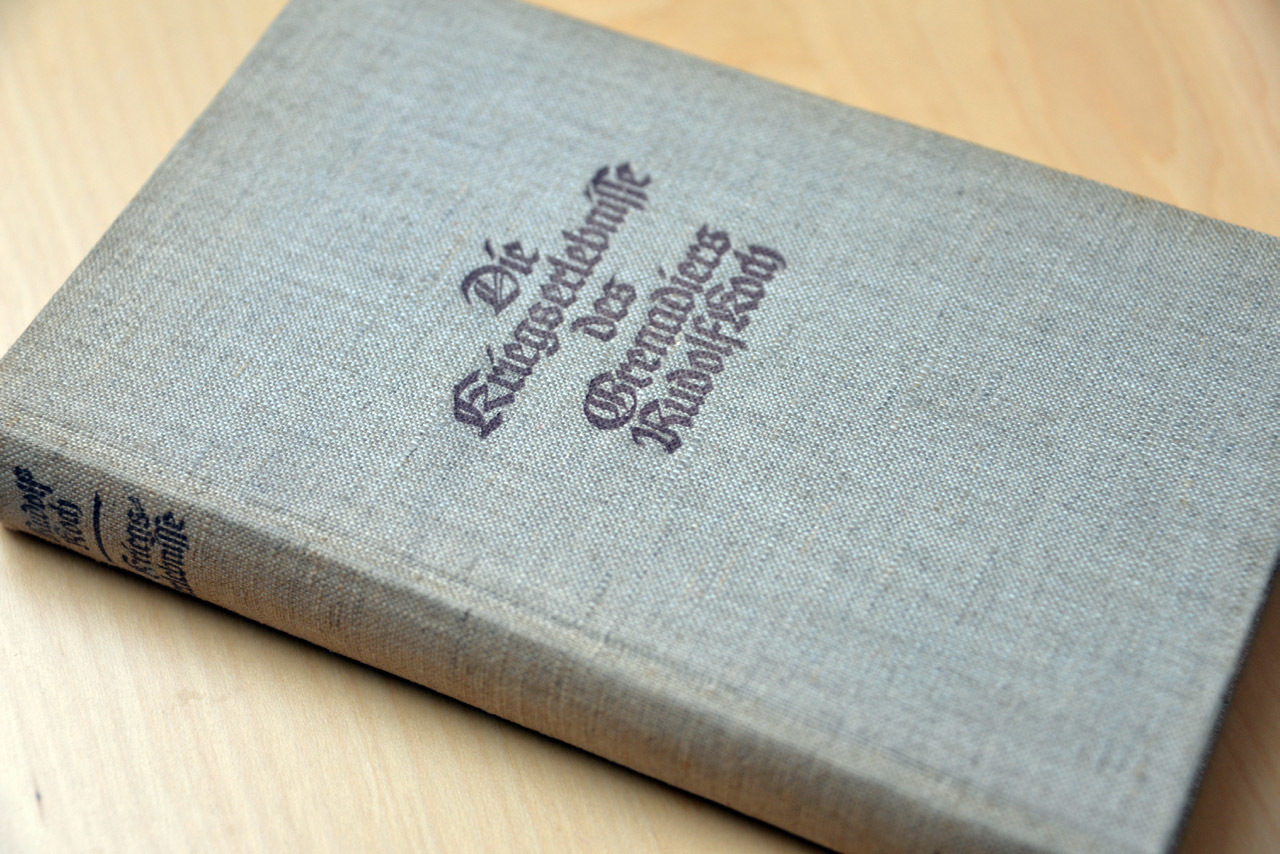 Die
Kriegserlebnisse
des
Grenadiers
Rudolf Koch
Rudolf
Koch
Kriegs-
erlebnisse